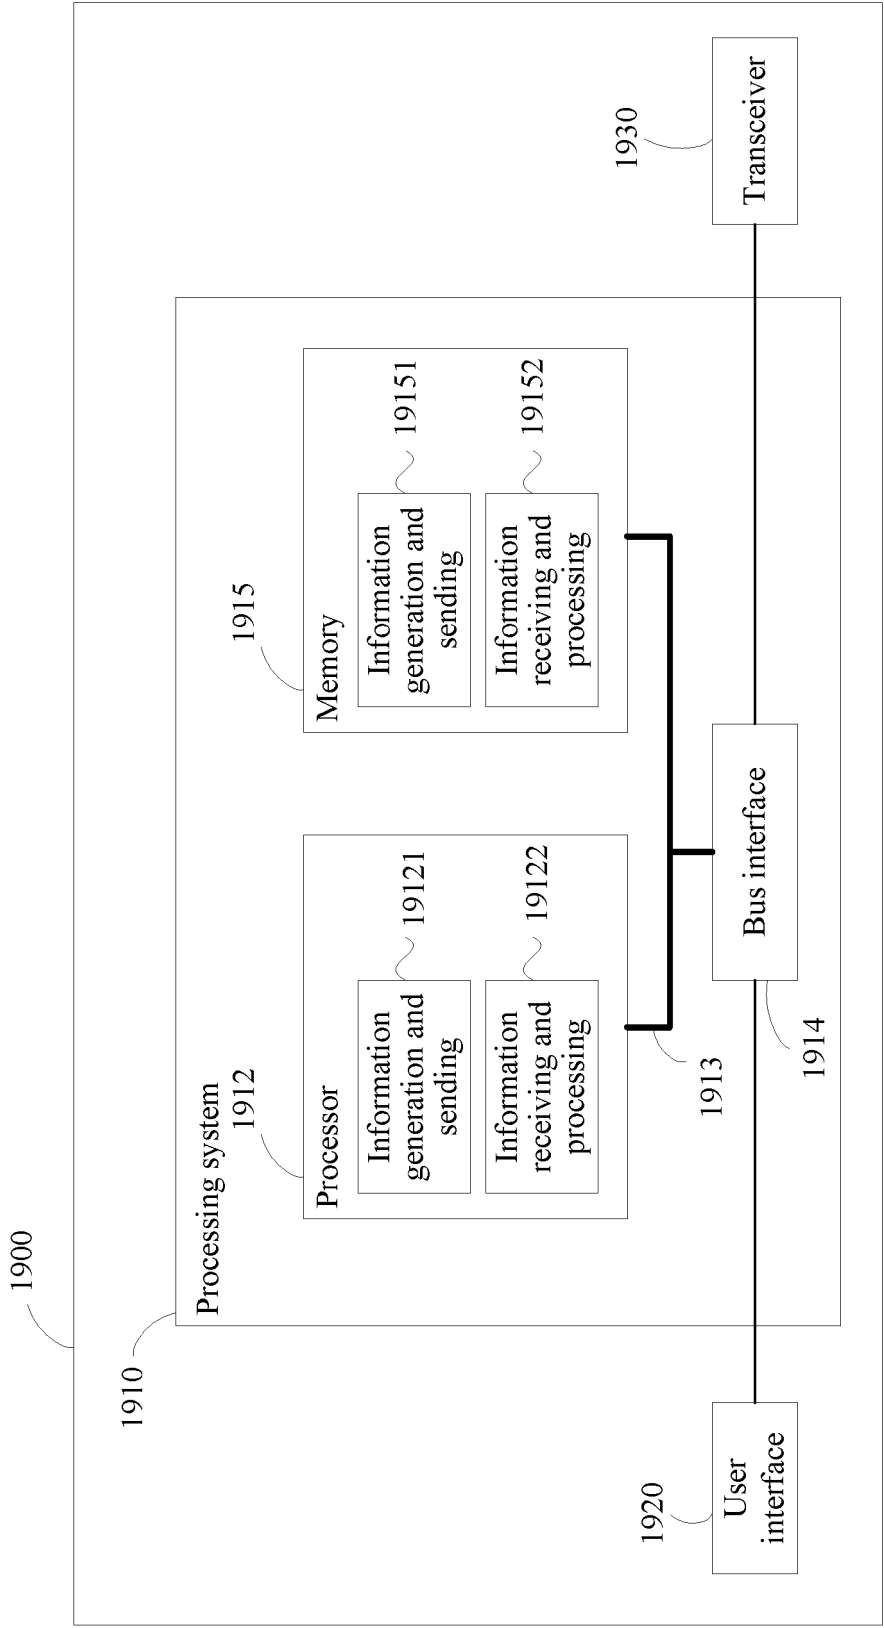 1900
1910
Processing system
1912
Processor
Information
generation and
sending
19121
Information
receiving and
processing
19122
1915
Memory
Information
generation and
sending
19151
Information
receiving and
processing
19152
1913
1920
User
interface
Bus interface
1914
1930
Transceiver